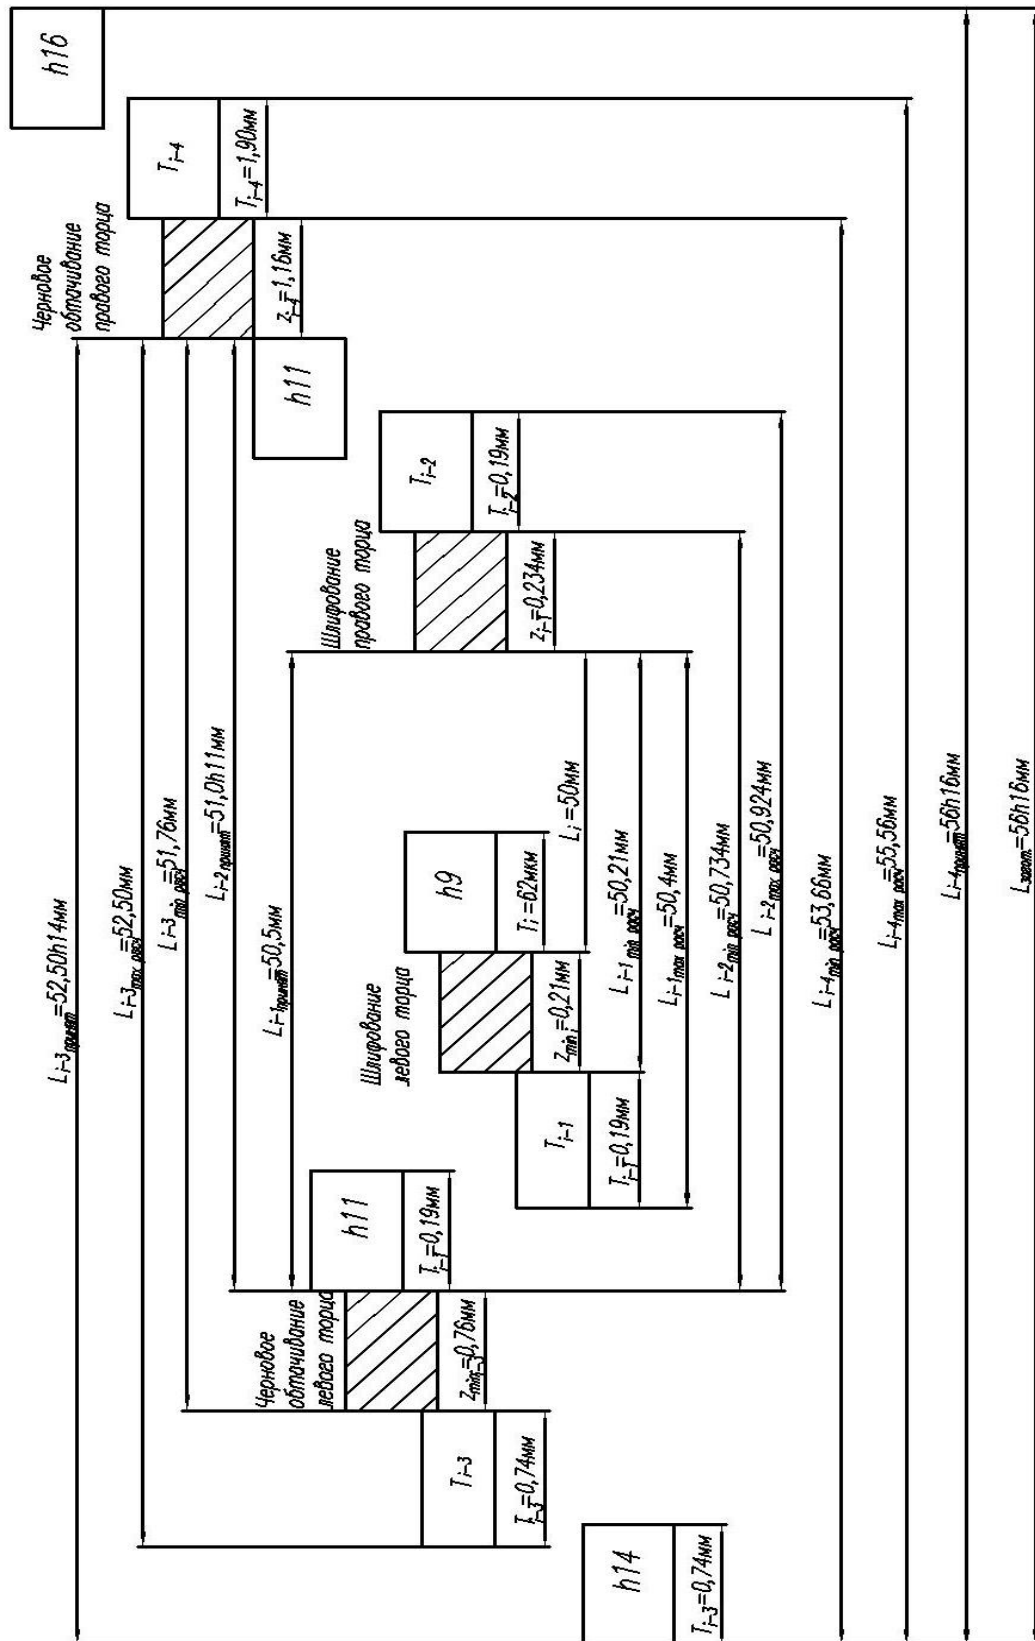 h16
T i-4
T i-4=1,90мм
Черновое
обтачивание
правого торца
z i-4=1,16мм
h11
T i-2
T i-2=0,19мм
Шлифование
правого торца
z i-1=0,234мм
L i-3 принят=52,50h14мм
L i-3 max расч=52,50мм
L i-3 min расч=51,76мм
L i-2 принят=51,0h11мм
L i-1 принят=50,5мм
Шлифование
левого торца
h9
T i=62мкм
z min i=0,21мм
L i=50мм
L i-1 min расч=50,21мм
L i-1 max расч=50,4мм
L i-2 min расч=50,734мм
L i-2 max расч=50,924мм
L i-4 min расч=53,66мм
L i-4 max расч=55,56мм
L i-4 принят=56h16мм
L загот.=56h16мм
T i-1
T i-1=0,19мм
h11
T i-1=0,19мм
Черновое
обтачивание
левого торца
z min i-3=0,76мм
T i-3
T i-3=0,74мм
h14
T i-3=0,74мм